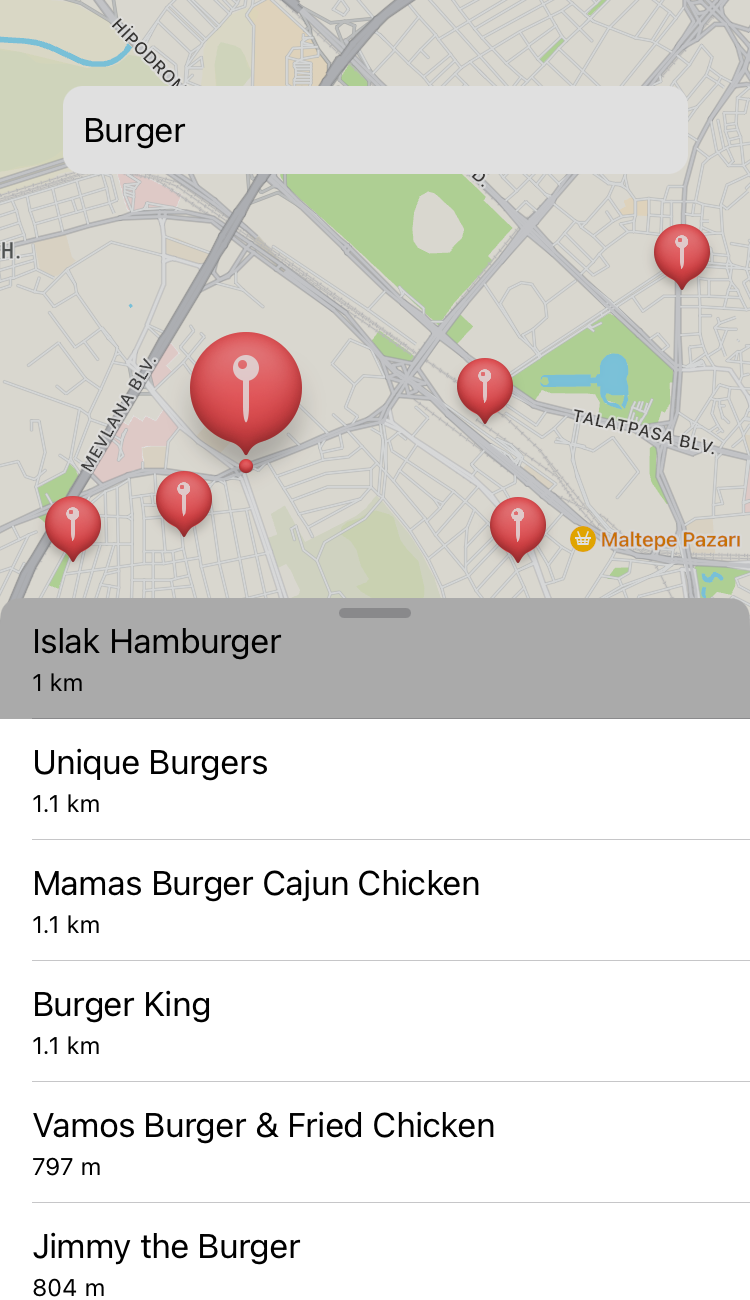 HİPODROM
Burger
D.
H.
MEVLANA BLV.
TALATPASA BLV.
Maltepe Pazarı
Islak Hamburger
1 km
Unique Burgers
1.1 km
Mamas Burger Cajun Chicken
1.1 km
Burger King
1.1 km
Vamos Burger & Fried Chicken
797 m
Jimmy the Burger
804 m